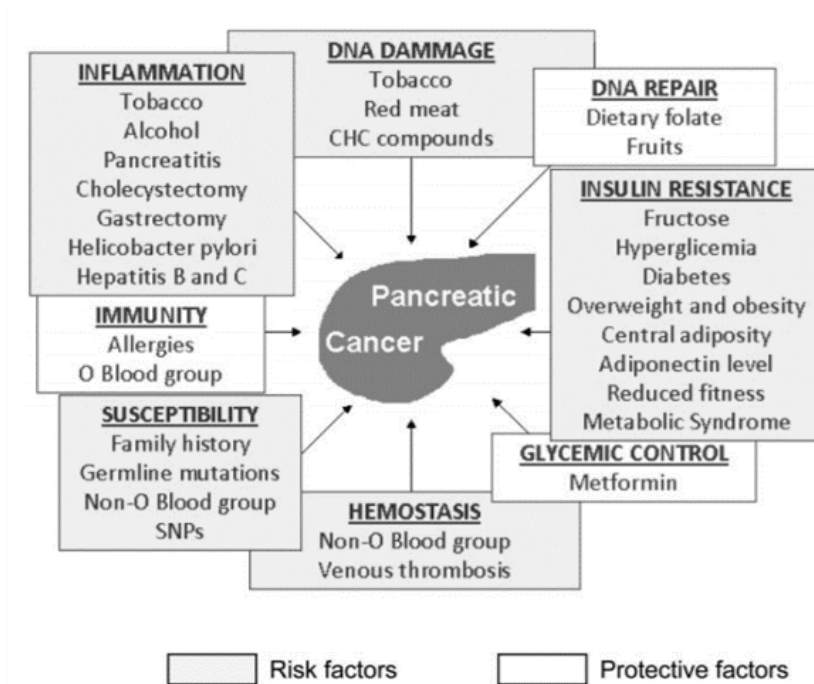 DNA DAMMAGE
Tobacco
Red meat
CHC compounds
INFLAMMATION
Tobacco
Alcohol
Pancreatitis
Cholecystectomy
Gastrectomy
Helicobacter pylori
Hepatitis B and C
DNA REPAIR
Dietary folate
Fruits
INSULIN RESISTANCE
Fructose
Hyperglicemia
Diabetes
Overweight and obesity
Central adiposity
Adiponectin level
Reduced fitness
Metabolic Syndrome
Pancreatic
Cancer
IMMUNITY
Allergies
O Blood group
SUSCEPTIBILITY
Family history
Germline mutations
Non-O Blood group
SNPs
GLYCEMIC CONTROL
Metformin
HEMOSTASIS
Non-O Blood group
Venous thrombosis
Risk factors
Protective factors